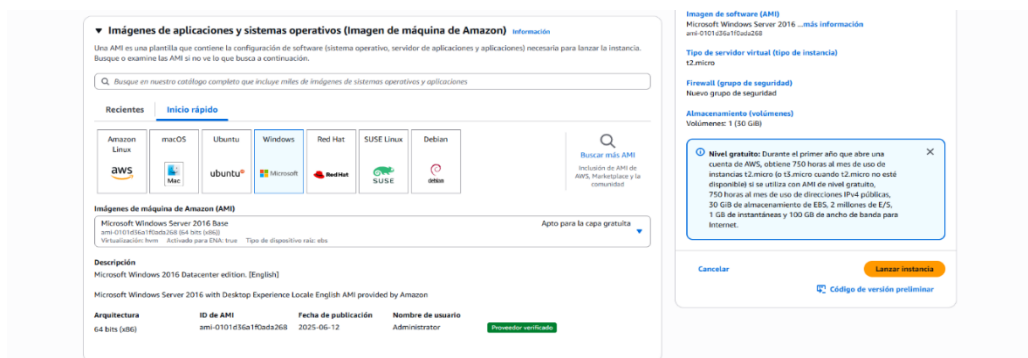 ▼ Imágenes de aplicaciones y sistemas operativos (Imagen de máquina de Amazon) Información
Una AMI es una plantilla que contiene la configuración de software (sistema operativo, servidor de aplicaciones y aplicaciones) necesaria para lanzar la instancia.
Busque o examine las AMI si no ve lo que busca a continuación.
Busque en nuestro catálogo completo que incluye miles de imágenes de sistemas operativos y aplicaciones
Recientes
Inicio rápido
Amazon Linux
aws
macOS
Mac
Ubuntu
ubuntu®
Windows
Microsoft
Red Hat
Red Hat
SUSE Linux
SUSE
Debian
debian
Buscar más AMI
Inclusión de AMI de
AWS, Marketplace y la
comunidad
Imágenes de máquina de Amazon (AMI)
Microsoft Windows Server 2016 Base
Apto para la capa gratuita
ami-0101d36a1f0ada268 (64 bits (x86))
Virtualización: hvm Activado para ENA: true Tipo de dispositivo raíz: ebs
Descripción
Microsoft Windows 2016 Datacenter edition. [English]
Microsoft Windows Server 2016 with Desktop Experience Locale English AMI provided by Amazon
Arquitectura ID de AMI Fecha de publicación Nombre de usuario
64 bits (x86) ami-0101d36a1f0ada268 2025-06-12 Administrator Proveedor verificado
Imagen de software (AMI)
Microsoft Windows Server 2016 ...más información
ami-0101d36a1f0ada268
Tipo de servidor virtual (tipo de instancia)
t2.micro
Firewall (grupo de seguridad)
Nuevo grupo de seguridad
Almacenamiento (volúmenes)
Volúmenes: 1 (30 GiB)
Nivel gratuito: Durante el primer año que abre una
cuenta de AWS, obtiene 750 horas al mes de uso de
instancias t2.micro (o t3.micro cuando t2.micro no esté
disponible) si se utiliza con AMI de nivel gratuito,
750 horas al mes de uso de direcciones IPv4 públicas,
30 GiB de almacenamiento de EBS, 2 millones de E/S,
1 GB de instantáneas y 100 GB de ancho de banda para
Internet.
Cancelar
Lanzar instancia
Código de versión preliminar